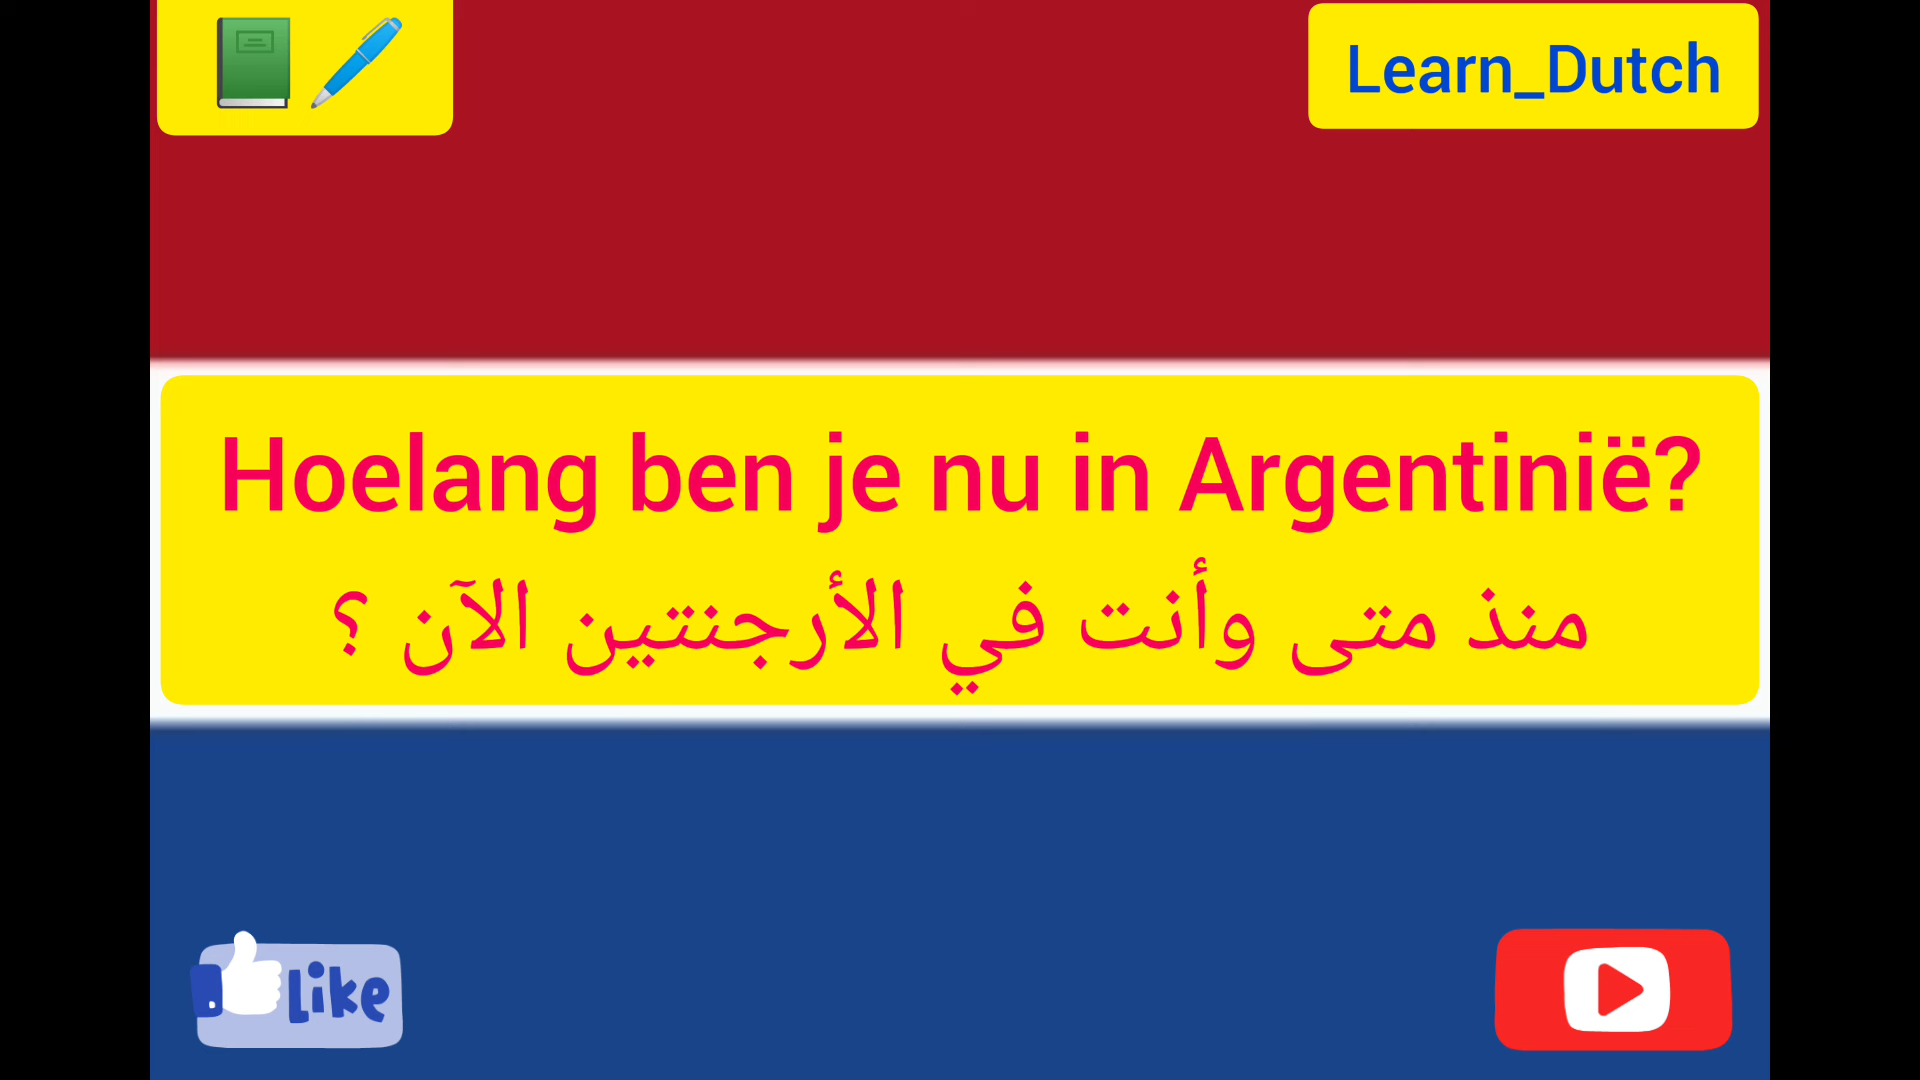 Learn_Dutch
Hoelang ben je nu in Argentinië?
منذ متى وأنت في الأرجنتين الآن ؟
Like